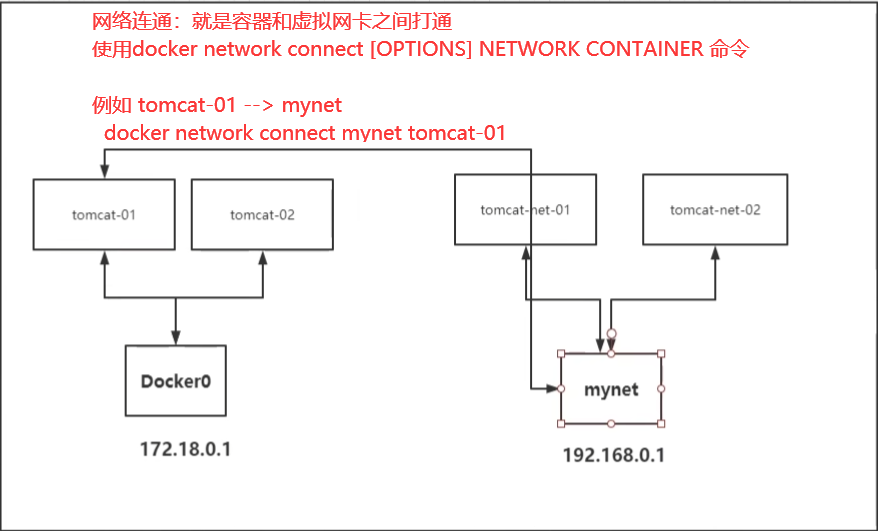 网络连通：就是容器和虚拟网卡之间打通
使用docker network connect [OPTIONS] NETWORK CONTAINER 命令
例如 tomcat-01 --> mynet
docker network connect mynet tomcat-01
tomcat-01
tomcat-02
tomcat-net-01
tomcat-net-02
Docker0
mynet
172.18.0.1
192.168.0.1